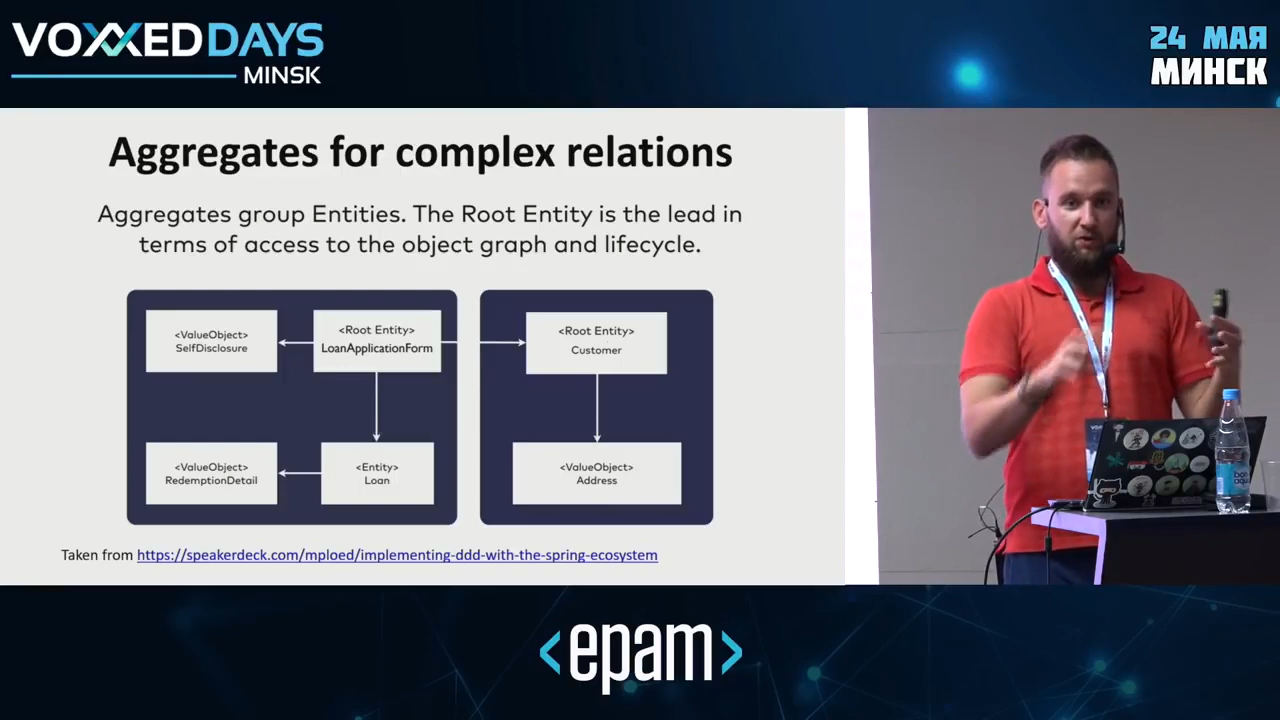 VOXXEDDAYS
MINSK
24 МАЯ
МИНСК
Aggregates for complex relations
Aggregates group Entities. The Root Entity is the lead in
terms of access to the object graph and lifecycle.
<ValueObject>
SelfDisclosure
<Root Entity>
LoanApplicationForm
<Root Entity>
Customer
<ValueObject>
RedemptionDetail
<Entity>
Loan
<ValueObject>
Address
Taken from https://speakerdeck.com/mploed/implementing-ddd-with-the-spring-ecosystem
<epam>